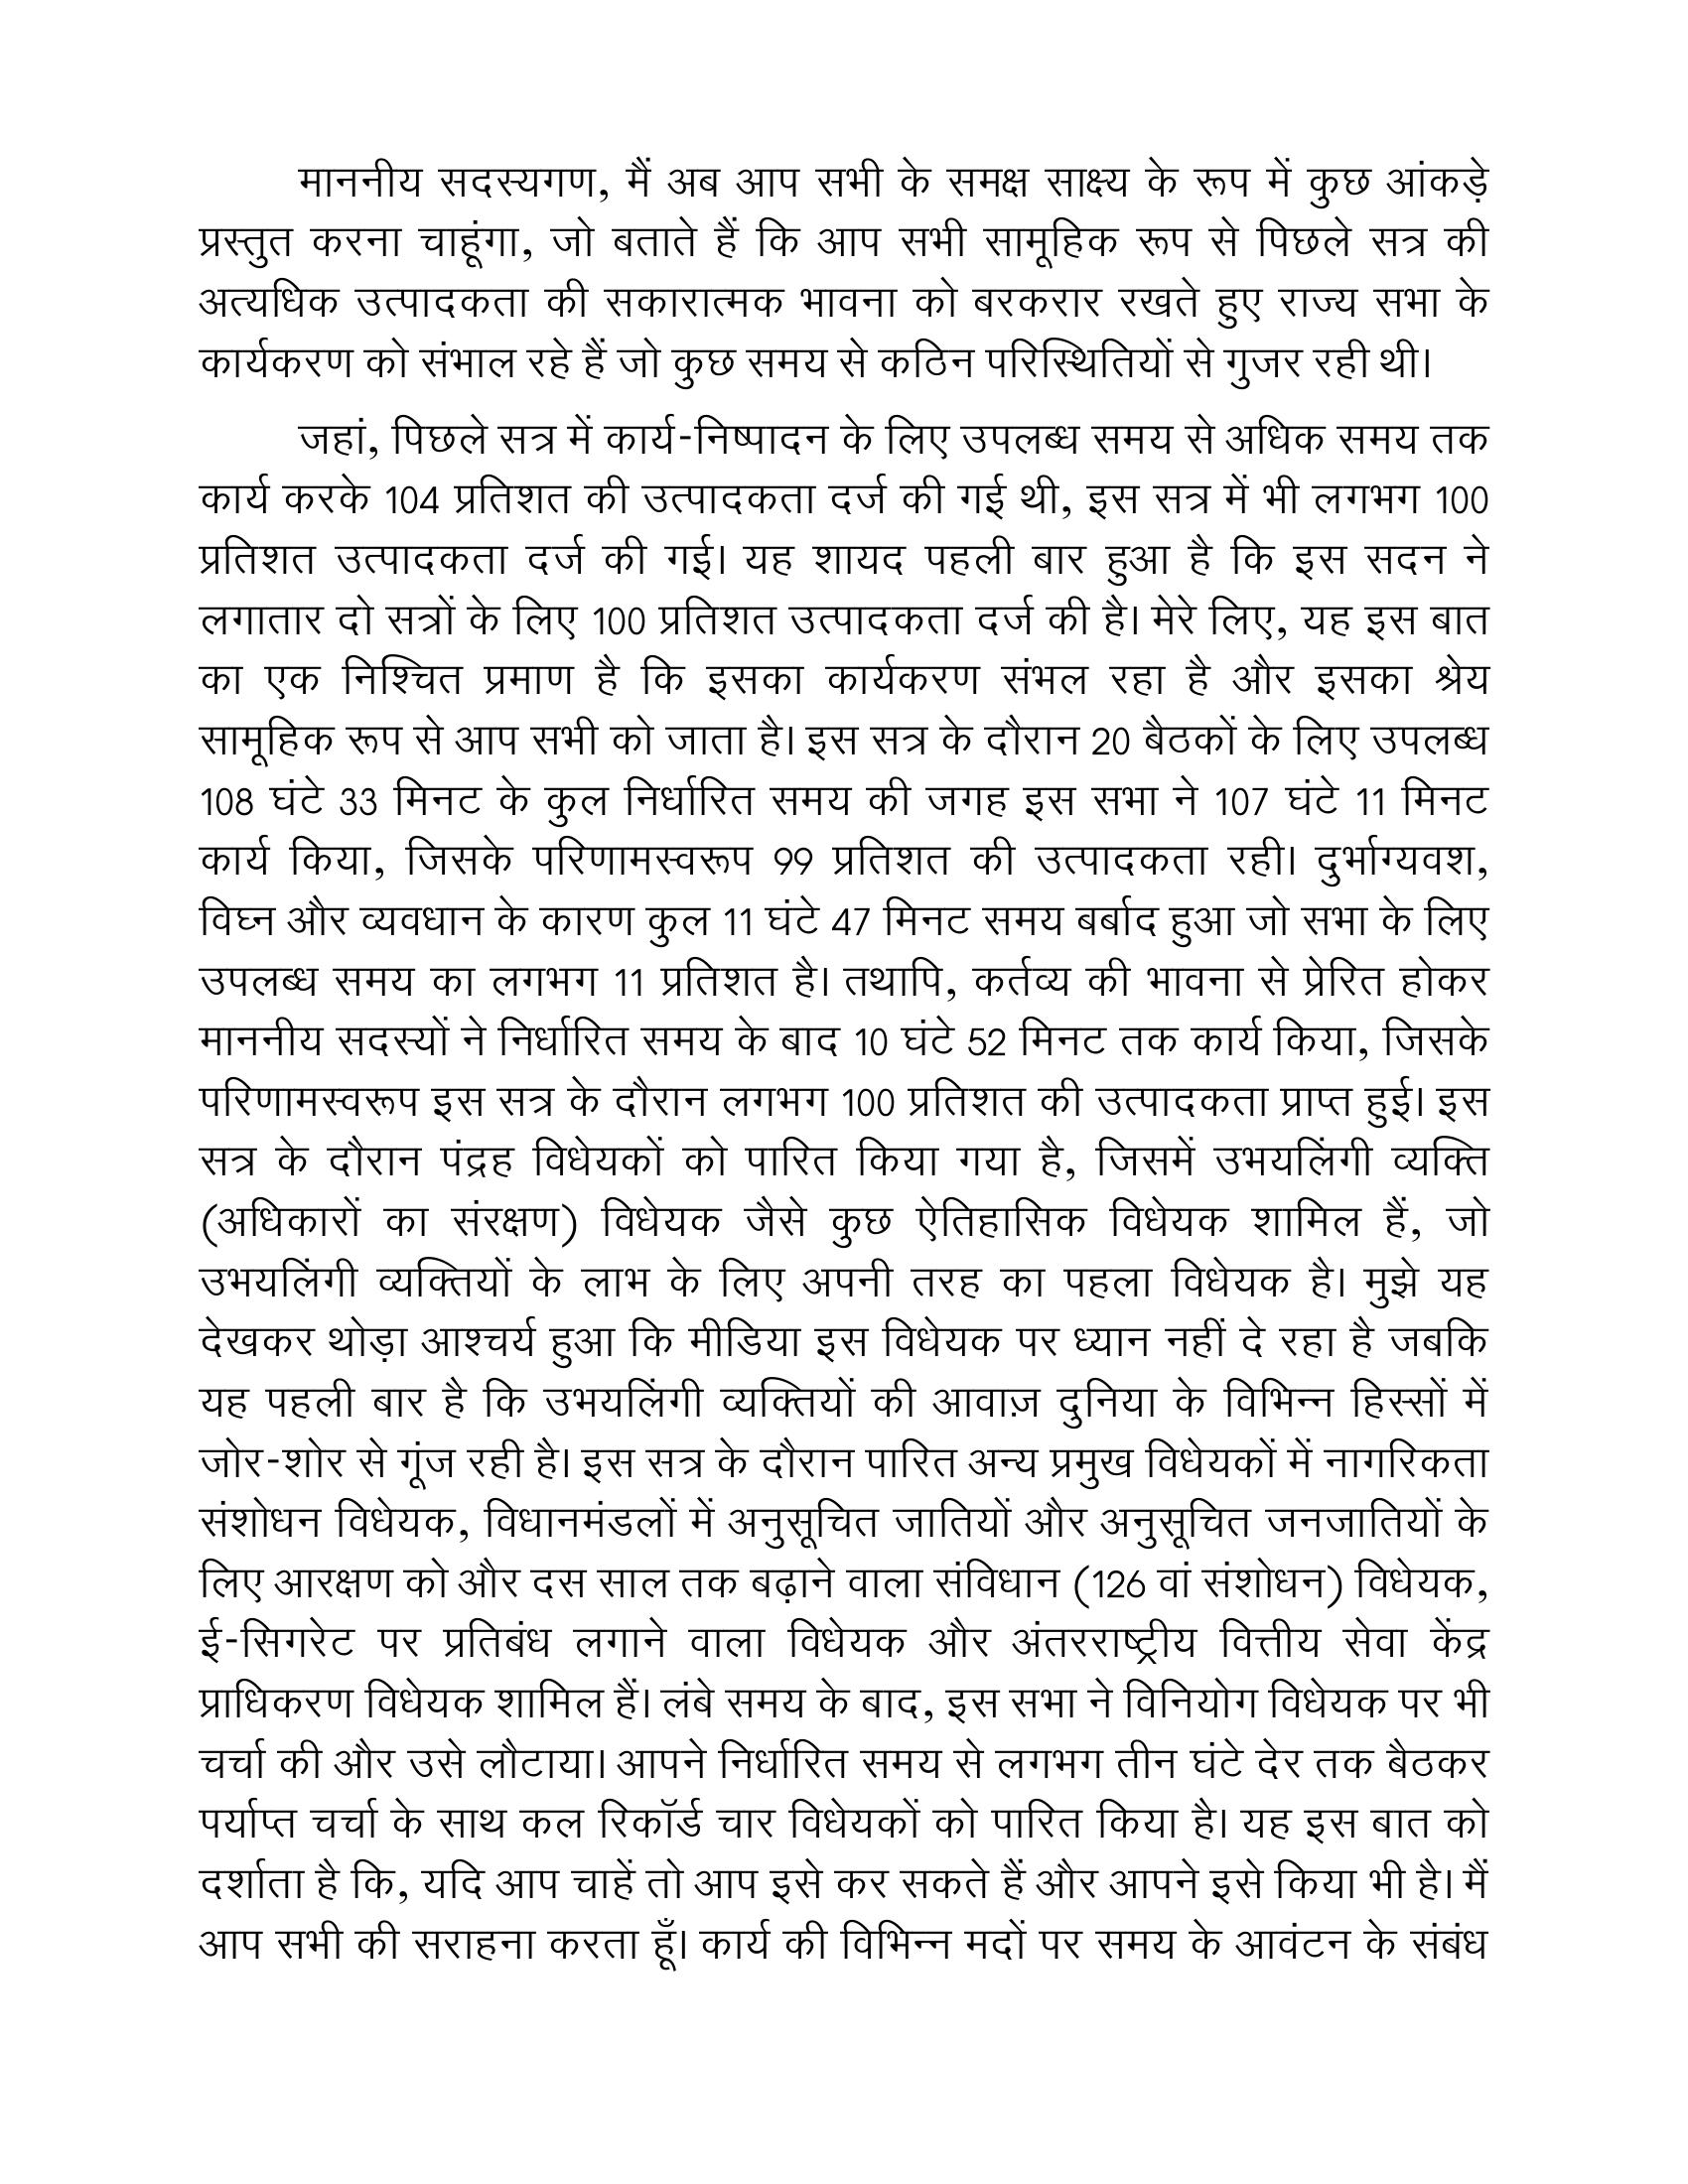 माननीय सदस्यगण, मैं अब आप सभी के समक्ष साक्ष्य के रूप में कुछ आंकड़े
प्रस्तुत करना चाहूंगा, जो बताते हैं कि आप सभी सामूहिक रूप से पिछले सत्र की
अत्यधिक उत्पादकता की सकारात्मक भावना को बरकरार रखते हुए राज्य सभा के
कार्यकरण को संभाल रहे हैं जो कुछ समय से कठिन परिस्थितियों से गुजर रही थी।
जहां, पिछले सत्र में कार्य-निष्पादन के लिए उपलब्ध समय से अधिक समय तक
कार्य करके 104 प्रतिशत की उत्पादकता दर्ज की गई थी, इस सत्र में भी लगभग 100
प्रतिशत उत्पादकता दर्ज की गई। यह शायद पहली बार हुआ है कि इस सदन ने
लगातार दो सत्रों के लिए 100 प्रतिशत उत्पादकता दर्ज की है। मेरे लिए, यह इस बात
का एक निश्चित प्रमाण है कि इसका कार्यकरण संभल रहा है और इसका श्रेय
सामूहिक रूप से आप सभी को जाता है। इस सत्र के दौरान 20 बैठकों के लिए उपलब्ध
108 घंटे 33 मिनट के कुल निर्धारित समय की जगह इस सभा ने 107 घंटे 11 मिनट
कार्य किया, जिसके परिणामस्वरूप 99 प्रतिशत की उत्पादकता रही। दुर्भाग्यवश,
विघ्न और व्यवधान के कारण कुल 11 घंटे 47 मिनट समय बर्बाद हुआ जो सभा के लिए
उपलब्ध समय का लगभग 11 प्रतिशत है। तथापि, कर्तव्य की भावना से प्रेरित होकर
माननीय सदस्यों ने निर्धारित समय के बाद 10 घंटे 52 मिनट तक कार्य किया, जिसके
परिणामस्वरूप इस सत्र के दौरान लगभग 100 प्रतिशत की उत्पादकता प्राप्त हुई। इस
सत्र के दौरान पंद्रह विधेयकों को पारित किया गया है, जिसमें उभयलिंगी व्यक्ति
(अधिकारों का संरक्षण) विधेयक जैसे कुछ ऐतिहासिक विधेयक शामिल हैं, जो
उभयलिंगी व्यक्तियों के लाभ के लिए अपनी तरह का पहला विधेयक है। मुझे यह
देखकर थोड़ा आश्चर्य हुआ कि मीडिया इस विधेयक पर ध्यान नहीं दे रहा है जबकि
यह पहली बार है कि उभयलिंगी व्यक्तियों की आवाज़ दुनिया के विभिन्न हिस्सों में
जोर-शोर से गूंज रही है। इस सत्र के दौरान पारित अन्य प्रमुख विधेयकों में नागरिकता
संशोधन विधेयक, विधानमंडलों में अनुसूचित जातियों और अनुसूचित जनजातियों के
लिए आरक्षण को और दस साल तक बढ़ाने वाला संविधान (126 वां संशोधन) विधेयक,
ई-सिगरेट पर प्रतिबंध लगाने वाला विधेयक और अंतरराष्ट्रीय वित्तीय सेवा केंद्र
प्राधिकरण विधेयक शामिल हैं। लंबे समय के बाद, इस सभा ने विनियोग विधेयक पर भी
चर्चा की और उसे लौटाया। आपने निर्धारित समय से लगभग तीन घंटे देर तक बैठकर
पर्याप्त चर्चा के साथ कल रिकॉर्ड चार विधेयकों को पारित किया है। यह इस बात को
दर्शाता है कि, यदि आप चाहें तो आप इसे कर सकते हैं और आपने इसे किया भी है। मैं
आप सभी की सराहना करता हूँ। कार्य की विभिन्न मदों पर समय के आवंटन के संबंध